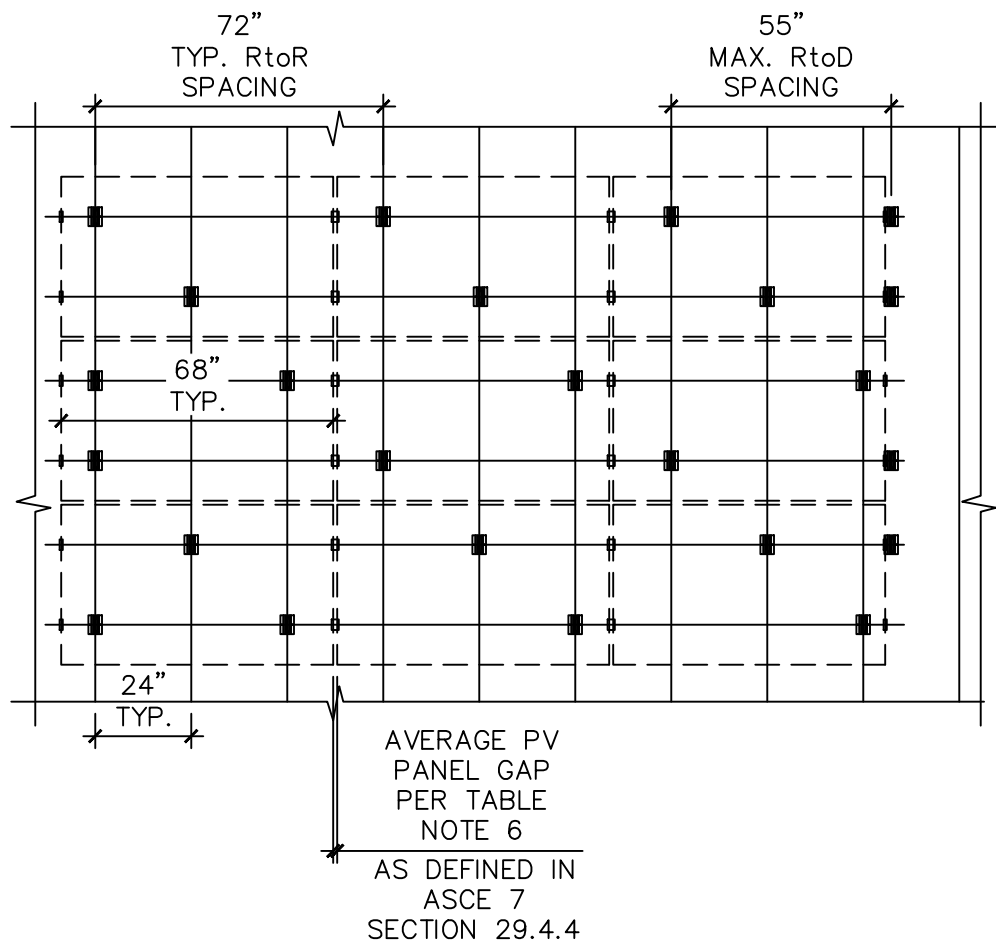 72”
TYP. RtoR
SPACING
55”
MAX. RtoD
SPACING
68”
TYP.
24”
TYP.
AVERAGE PV
PANEL GAP
PER TABLE
NOTE 6
AS DEFINED IN
ASCE 7
SECTION 29.4.4